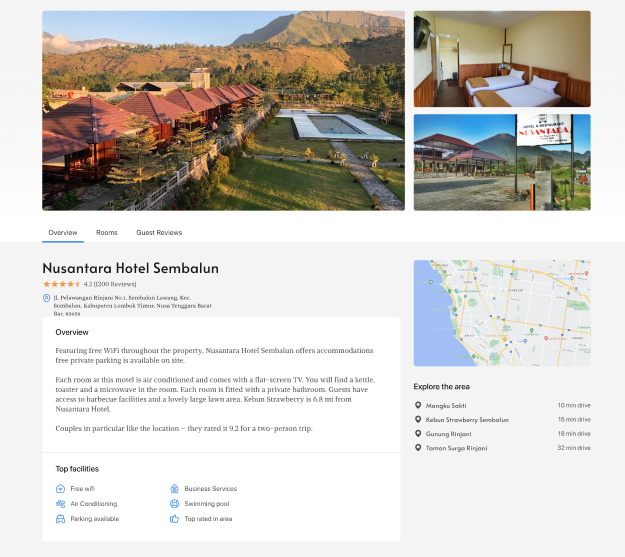 HOTEL & RESTAURANT
NUSANTARA
Overview
Rooms
Guest Reviews
Nusantara Hotel Sembalun
4.3 (1200 Reviews)
Jl. Pelawangan Rinjani No.1, Sembalun Lawang, Kec.
Sembalun, Kabupaten Lombok Timur, Nusa Tenggara Barat
Bar. 83656
Overview
Featuring free WiFi throughout the property, Nusantara Hotel Sembalun offers accommodations
free private parking is available on site.
Each room at this motel is air conditioned and comes with a flat-screen TV. You will find a kettle,
toaster and a microwave in the room. Each room is fitted with a private bathroom. Guests have
access to barbecue facilities and a lovely large lawn area. Kebun Strawberry is 6.8 mi from
Nusantara Hotel.
Couples in particular like the location – they rated it 9.2 for a two-person trip.
Top facilities
Free wifi
Business Services
Air Conditioning
Swimming pool
Parking available
Top rated in area
Explore the area
Mangku Sakti 10 min drive
Kebun Strawberry Sembalun 15 min drive
Gunung Rinjani 18 min drive
Taman Surga Rinjani 32 min drive